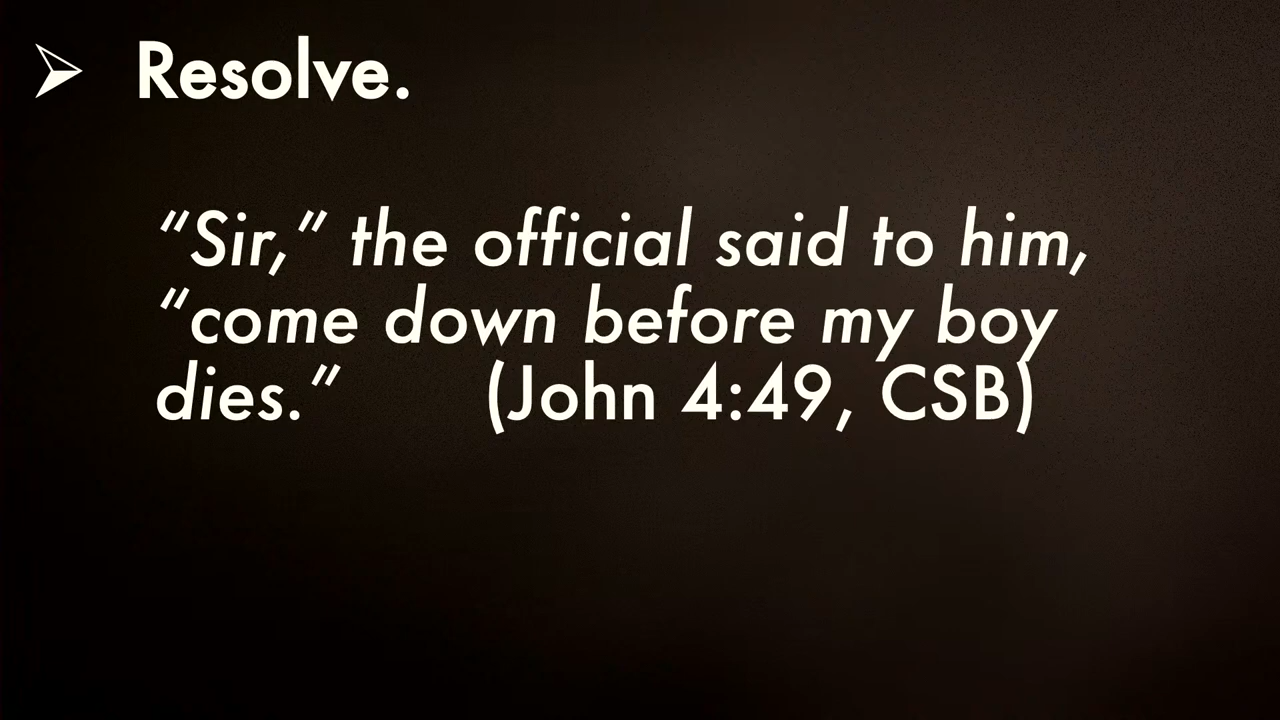 ➢ Resolve.
“Sir,” the official said to him,
“come down before my boy
dies.” (John 4:49, CSB)